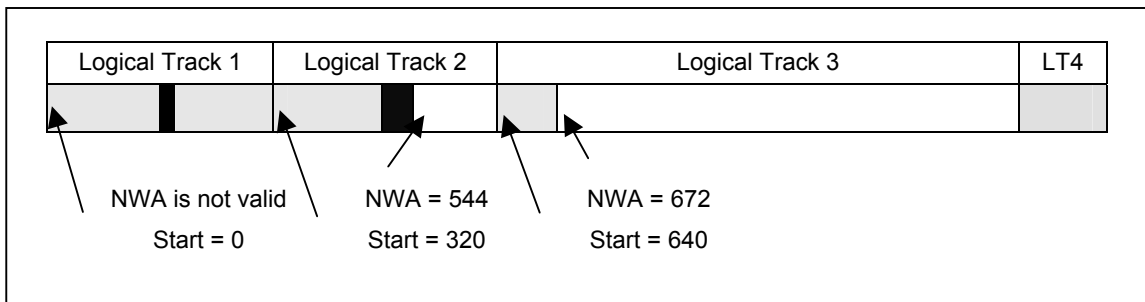 Logical Track 1 Logical Track 2 Logical Track 3 LT4
NWA is not valid NWA = 544 NWA = 672
Start = 0 Start = 320 Start = 640